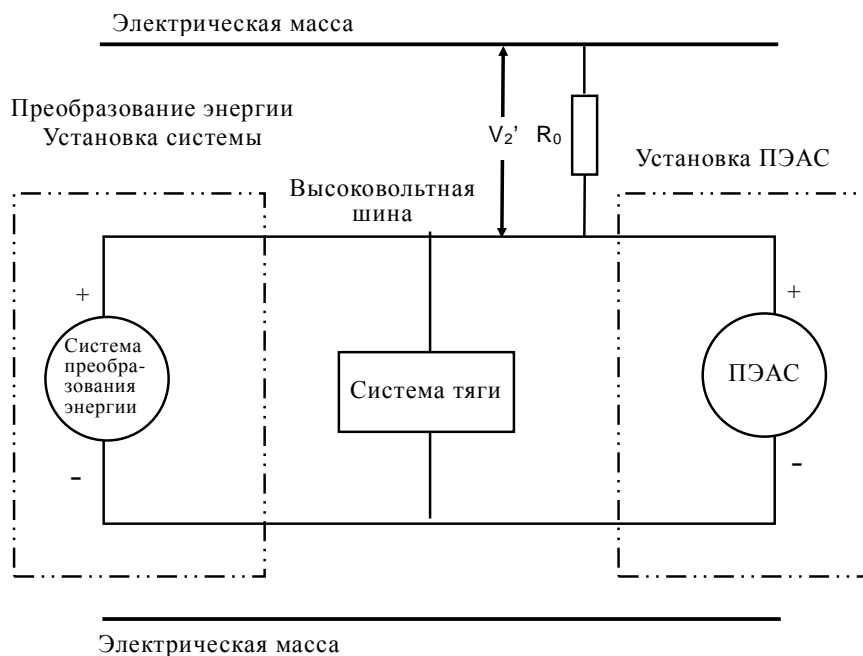 Электрическая масса
Преобразование энергии
Установка системы
V2’
R0
Установка ПЭАС
Высоковольтная
шина
+
+
Система
преобра-
зования
энергии
Система тяги
ПЭАС
-
-
Электрическая масса